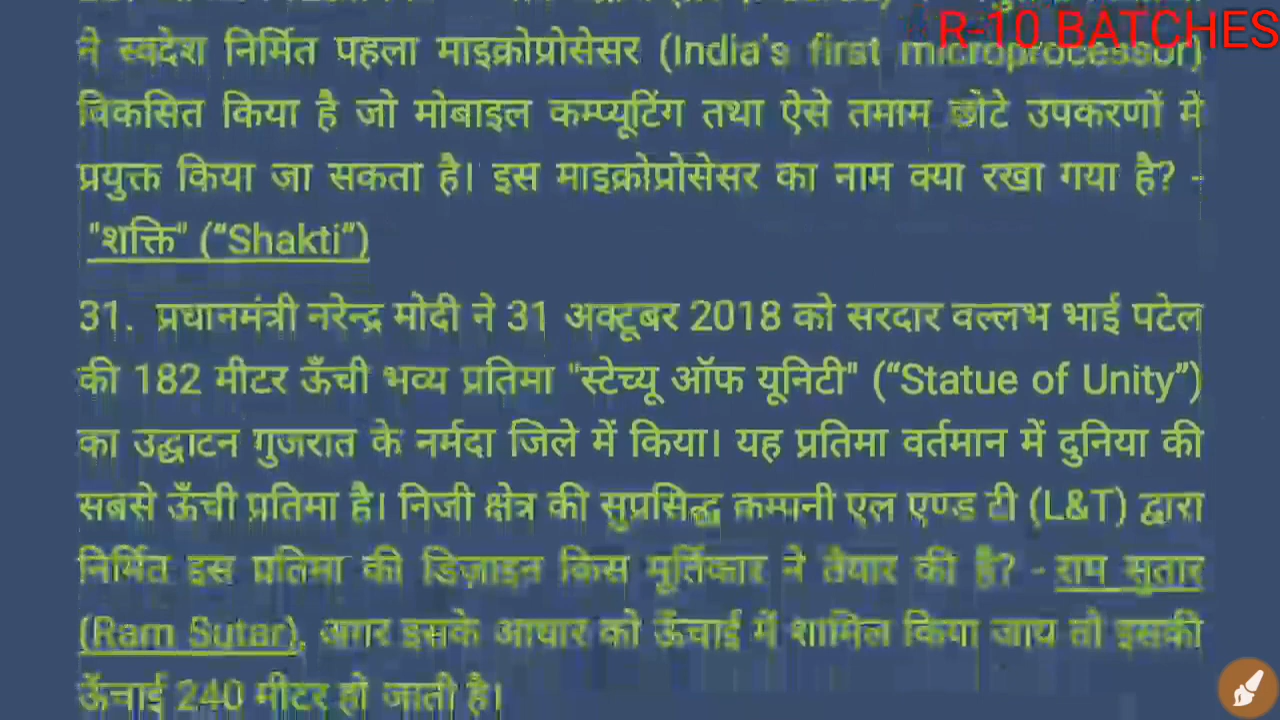 R-10 BATCHES
ने स्वदेश निर्मित पहला माइक्रोप्रोसेसर (India's first microprocessor)
विकसित किया है जो मोबाइल कम्प्यूटिंग तथा ऐसे तमाम छोटे उपकरणों में
प्रयुक्त किया जा सकता है। इस माइक्रोप्रोसेसर का नाम क्या रखा गया है? -
"शक्ति" (“Shakti”)
31. प्रधानमंत्री नरेन्द्र मोदी ने 31 अक्टूबर 2018 को सरदार वल्लभ भाई पटेल
की 182 मीटर ऊँची भव्य प्रतिमा "स्टेच्यू ऑफ यूनिटी" (“Statue of Unity”)
का उद्घाटन गुजरात के नर्मदा जिले में किया। यह प्रतिमा वर्तमान में दुनिया की
सबसे ऊँची प्रतिमा है। निजी क्षेत्र की सुप्रसिद्ध कम्पनी एल एण्ड टी (L&T) द्वारा
निर्मित इस प्रतिमा की डिज़ाइन किस मूर्तिकार ने तैयार की है? - राम सुतार
(Ram Sutar), अगर इसके आधार को ऊँचाई में शामिल किया जाय तो इसकी
ऊँचाई 240 मीटर हो जाती है।